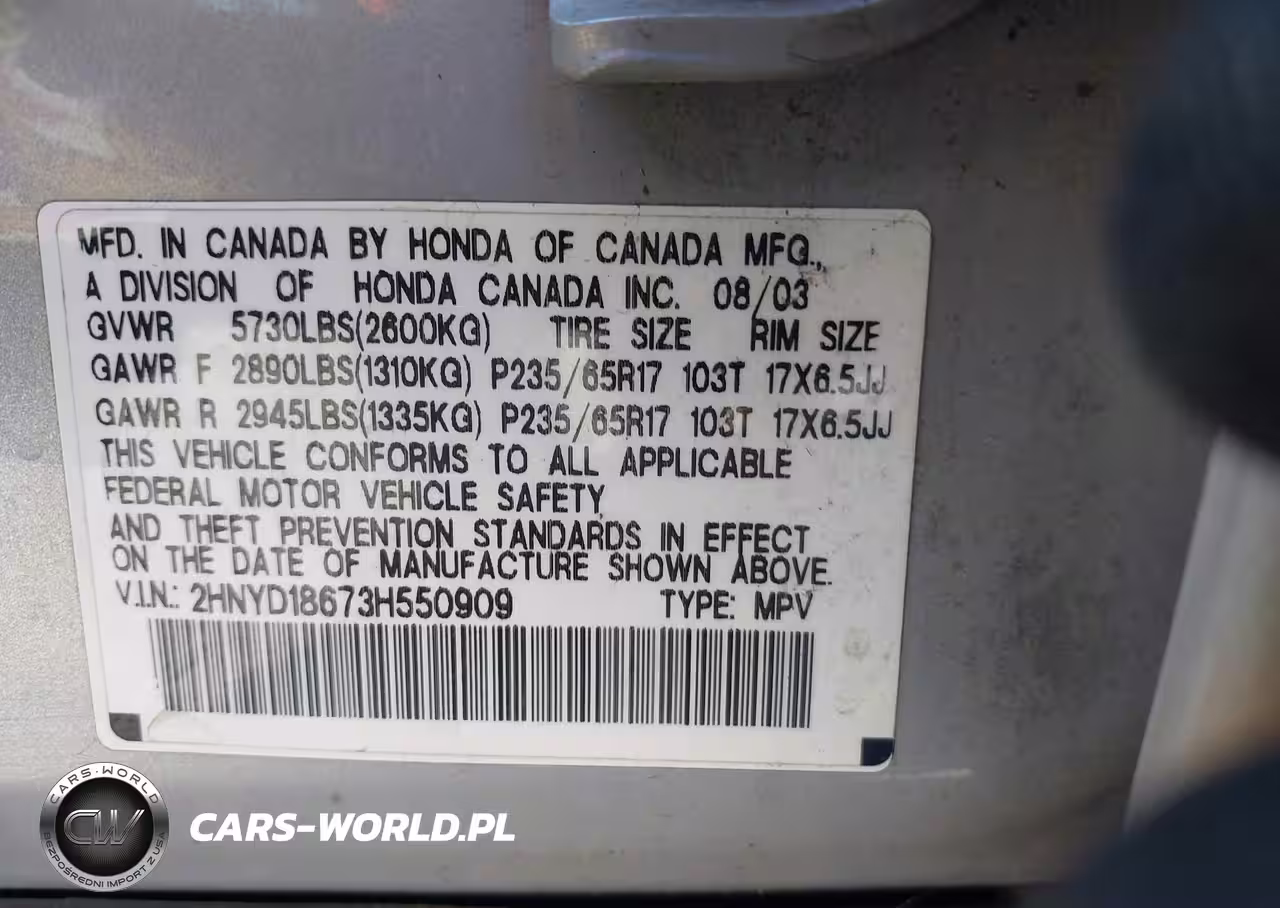 MFD. IN CANADA BY HONDA OF CANADA MFG.,
A DIVISION OF HONDA CANADA INC. 08/03
GVWR 5730LBS(2600KG) TIRE SIZE RIM SIZE
GAWR F 2890LBS(1310KG) P235/65R17 103T 17X6.5JJ
GAWR R 2945LBS(1335KG) P235/65R17 103T 17X6.5JJ
THIS VEHICLE CONFORMS TO ALL APPLICABLE
FEDERAL MOTOR VEHICLE SAFETY,
AND THEFT PREVENTION STANDARDS IN EFFECT
ON THE DATE OF MANUFACTURE SHOWN ABOVE.
V.I.N.: 2HNYD18673H550909 TYPE: MPV
CARS-WORLD
CW
BEZPOŚREDNI IMPORT Z USA
CARS-WORLD.PL